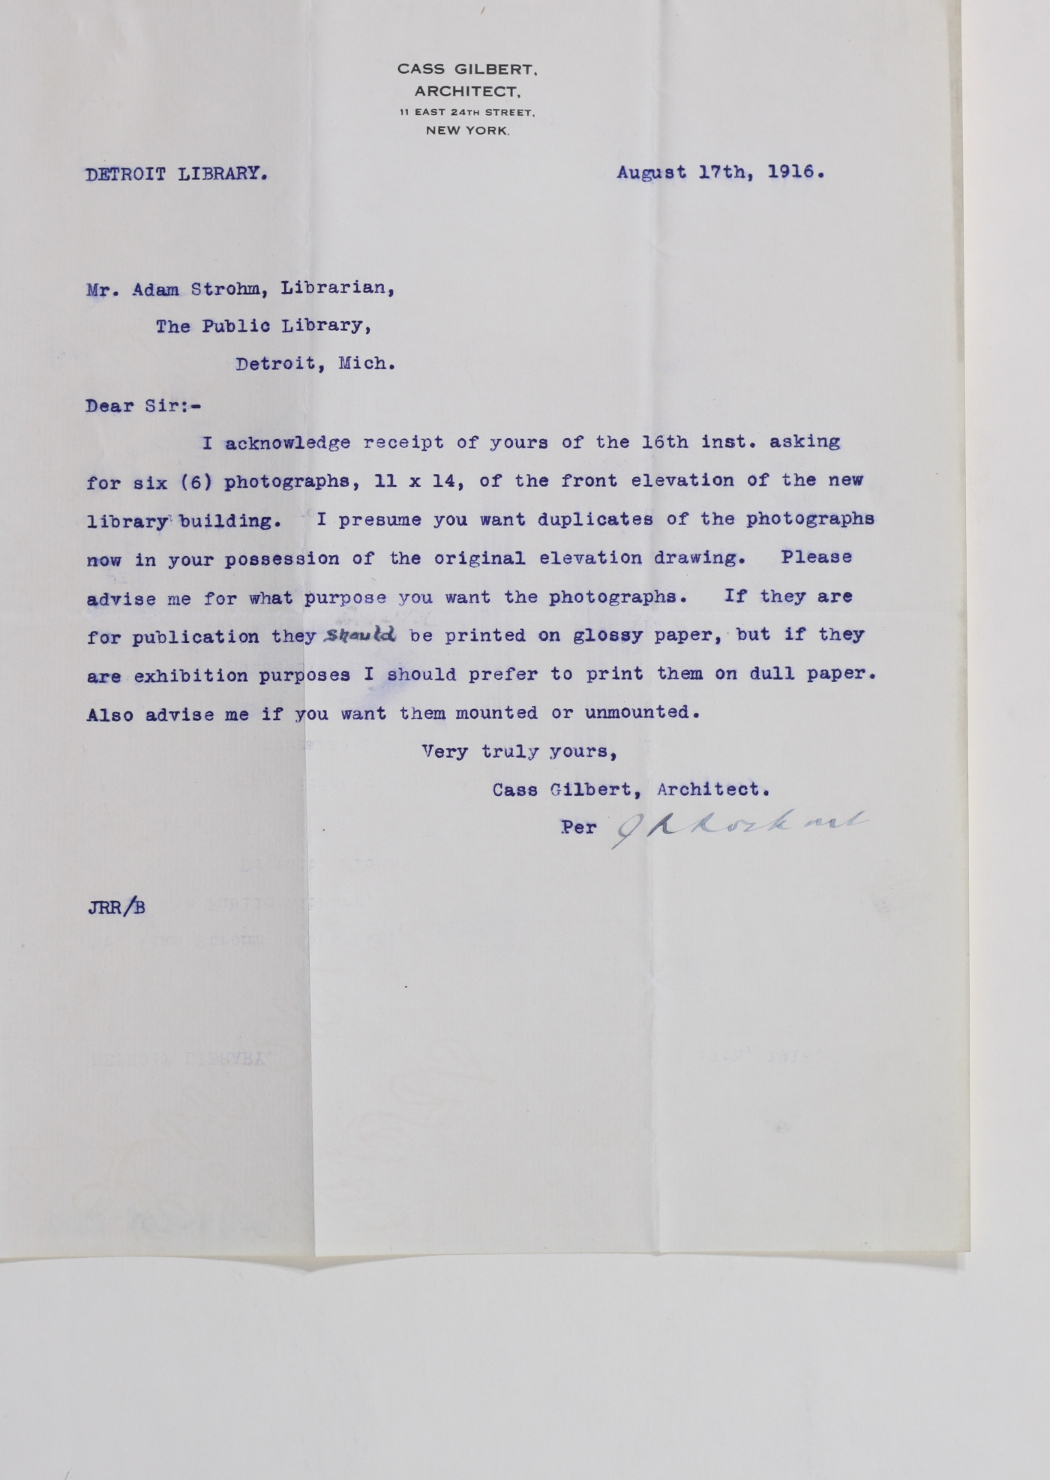 CASS GILBERT,
ARCHITECT,
11 EAST 24TH STREET,
NEW YORK.
DETROIT LIBRARY. August 17th, 1916.
Mr. Adam Strohm, Librarian,
The Public Library,
Detroit, Mich.
Dear Sir:-
I acknowledge receipt of yours of the 16th inst. asking
for six (6) photographs, 11 x 14, of the front elevation of the new
library building. I presume you want duplicates of the photographs
now in your possession of the original elevation drawing. Please
advise me for what purpose you want the photographs. If they are
for publication they should be printed on glossy paper, but if they
are exhibition purposes I should prefer to print them on dull paper.
Also advise me if you want them mounted or unmounted.
Very truly yours,
Cass Gilbert, Architect.
Per J R Rockart
JRR/B